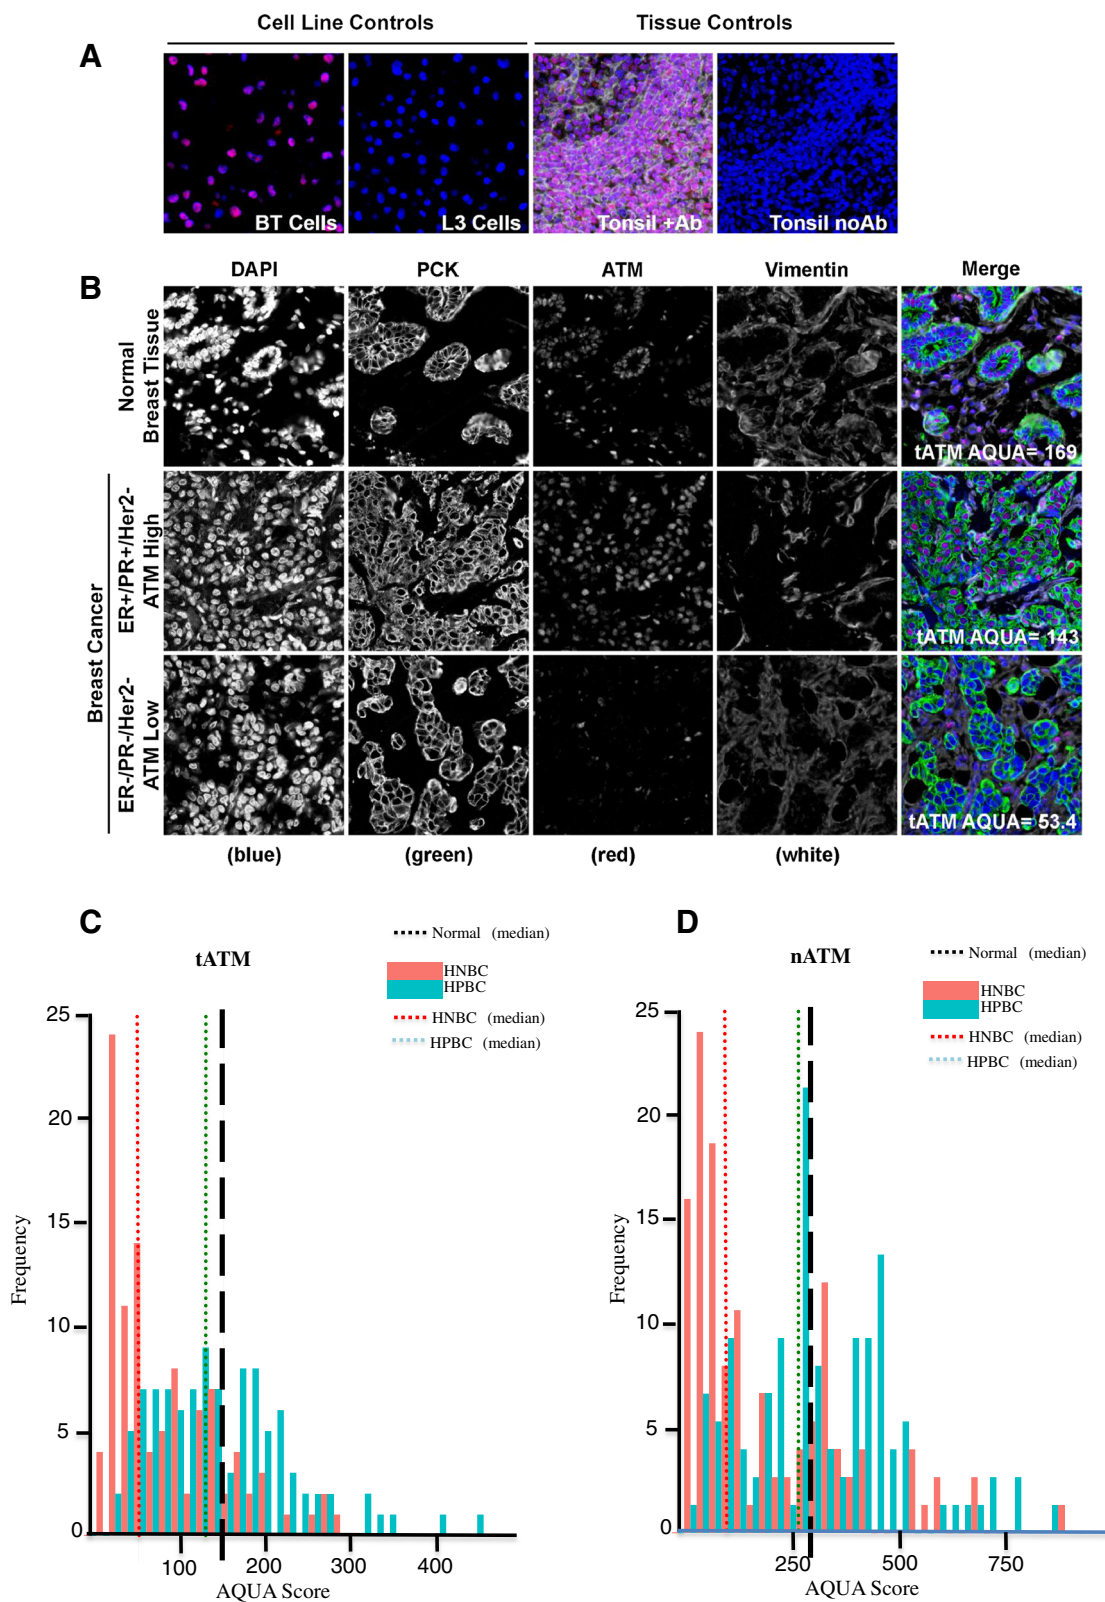 Cell Line Controls
Tissue Controls
A
BT Cells
L3 Cells
Tonsil +Ab
Tonsil noAb
B
DAPI
PCK
ATM
Vimentin
Merge
Normal
Breast Tissue
tATM AQUA= 169
Breast Cancer
ER+/PR+/Her2-
ATM High
tATM AQUA= 143
ER-/PR-/Her2-
ATM Low
tATM AQUA= 53.4
(blue)
(green)
(red)
(white)
C
tATM
Normal (median)
HNBC
HPBC
HNBC (median)
HPBC (median)
25
20
15
10
5
0
Frequency
100
200
300
400
AQUA Score
D
nATM
Normal (median)
HNBC
HPBC
HNBC (median)
HPBC (median)
25
20
15
10
5
0
Frequency
250
500
750
AQUA Score